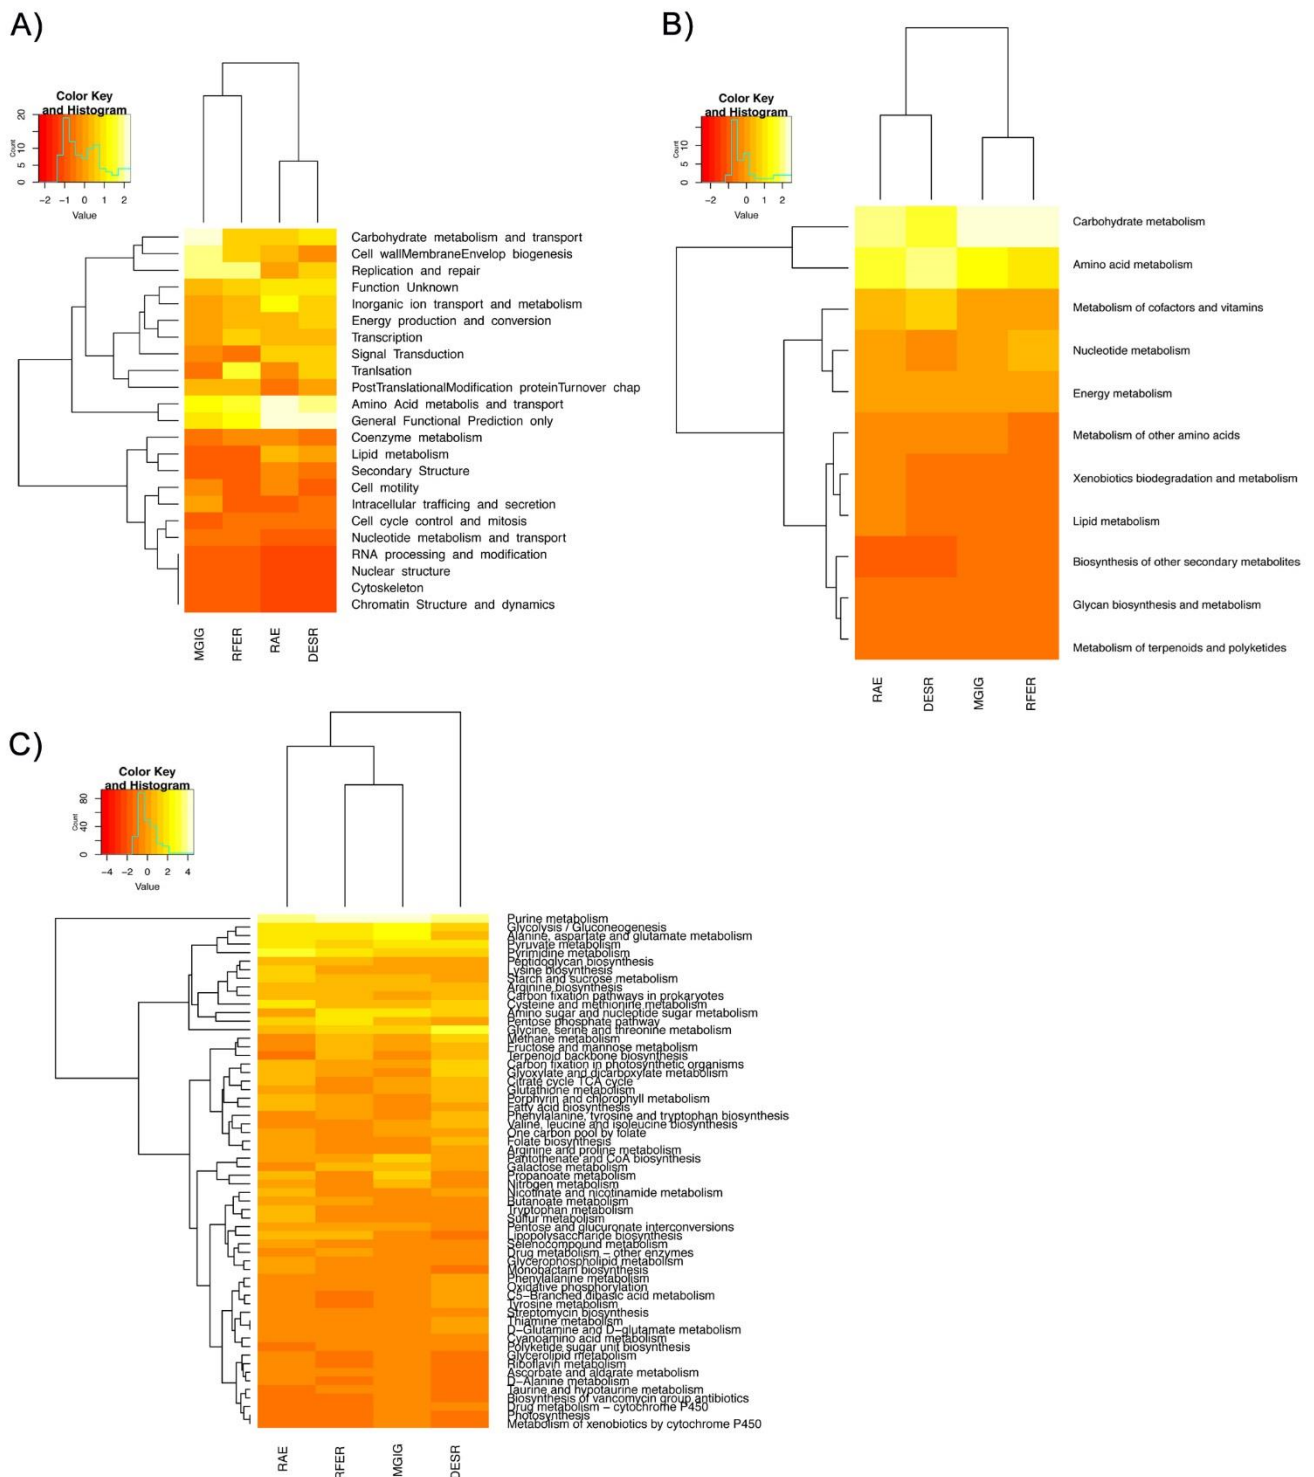 A)
Color Key
and Histogram
Count
0 5 10 15 20
−2 −1 0 1 2
Value
Carbohydrate metabolism and transport
Cell wallMembraneEnvelop biogenesis
Replication and repair
Function Unknown
Inorganic ion transport and metabolism
Energy production and conversion
Transcription
Signal Transduction
Tranlsation
PostTranslationalModification proteinTurnover chap
Amino Acid metabolis and transport
General Functional Prediction only
Coenzyme metabolism
Lipid metabolism
Secondary Structure
Cell motility
Intracellular trafficing and secretion
Cell cycle control and mitosis
Nucleotide metabolism and transport
RNA processing and modification
Nuclear structure
Cytoskeleton
Chromatin Structure and dynamics
MGIG
RFER
RAE
DESR
B)
Color Key
and Histogram
Count
0 5 10
−2 0 2
Value
Carbohydrate metabolism
Amino acid metabolism
Metabolism of cofactors and vitamins
Nucleotide metabolism
Energy metabolism
Metabolism of other amino acids
Xenobiotics biodegradation and metabolism
Lipid metabolism
Biosynthesis of other secondary metabolites
Glycan biosynthesis and metabolism
Metabolism of terpenoids and polyketides
RAE
DESR
MGIG
RFER
C)
Color Key
and Histogram
Count
0 40 80
−4 −2 0 2 4
Value
Purine metabolism
Glycolysis / Gluconeogenesis
Alanine, aspartate and glutamate metabolism
Pyruvate metabolism
Pyrimidine metabolism
Peptidoglycan biosynthesis
Lysine biosynthesis
Starch and sucrose metabolism
Arginine biosynthesis
Carbon fixation pathways in prokaryotes
Cysteine and methionine metabolism
Amino sugar and nucleotide sugar metabolism
Pentose phosphate pathway
Glycine, serine and threonine metabolism
Methane metabolism
Fructose and mannose metabolism
Terpenoid backbone biosynthesis
Carbon fixation in photosynthetic organisms
Glyoxylate and dicarboxylate metabolism
Citrate cycle TCA cycle
Glutathione metabolism
Porphyrin and chlorophyll metabolism
Fatty acid biosynthesis
Phenylalanine, tyrosine and tryptophan biosynthesis
Valine, leucine and isoleucine biosynthesis
One carbon pool by folate
Folate biosynthesis
Arginine and proline metabolism
Pantothenate and CoA biosynthesis
Galactose metabolism
Propanoate metabolism
Nitrogen metabolism
Nicotinate and nicotinamide metabolism
Butanoate metabolism
Tryptophan metabolism
Sulfur metabolism
Pentose and glucuronate interconversions
Lipopolysaccharide biosynthesis
Selenocompound metabolism
Drug metabolism − other enzymes
Glycerophospholipid metabolism
Monobactam biosynthesis
Phenylalanine metabolism
Oxidative phosphorylation
C5−Branched dibasic acid metabolism
Tyrosine metabolism
Streptomycin biosynthesis
Thiamine metabolism
D−Glutamine and D−glutamate metabolism
Cyanoamino acid metabolism
Polyketide sugar unit biosynthesis
Glycerolipid metabolism
Riboflavin metabolism
Ascorbate and aldarate metabolism
D−Alanine metabolism
Taurine and hypotaurine metabolism
Biosynthesis of vancomycin group antibiotics
Drug metabolism − cytochrome P450
Photosynthesis
Metabolism of xenobiotics by cytochrome P450
RAE
RFER
MGIG
DESR